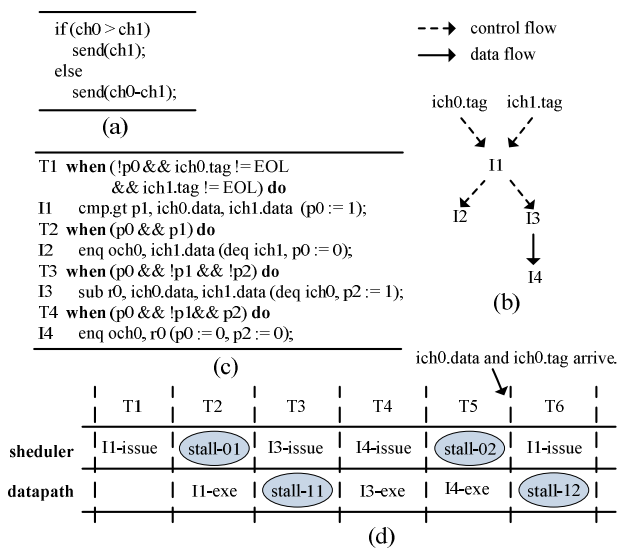 if (ch0 > ch1)
send(ch1);
else
send(ch0-ch1);
(a)
control flow
data flow
ich0.tag ich1.tag
I1
I2 I3
I4
(b)
T1 when (!p0 && ich0.tag != EOL
&& ich1.tag != EOL) do
I1 cmp.gt p1, ich0.data, ich1.data (p0 := 1);
T2 when (p0 && p1) do
I2 enq och0, ich1.data (deq ich1, p0 := 0);
T3 when (p0 && !p1 && !p2) do
I3 sub r0, ich0.data, ich1.data (deq ich0, p2 := 1);
T4 when (p0 && !p1&& p2) do
I4 enq och0, r0 (p0 := 0, p2 := 0);
(c)
ich0.data and ich0.tag arrive.
T1 T2 T3 T4 T5 T6
sheduler I1-issue stall-01 I3-issue I4-issue stall-02 I1-issue
datapath I1-exe stall-11 I3-exe I4-exe stall-12
(d)